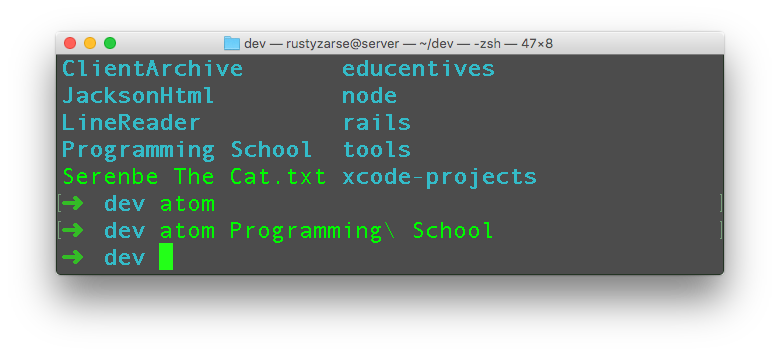 dev — rustyzarse@server — ~/dev — -zsh — 47×8
ClientArchive educentives
JacksonHtml node
LineReader rails
Programming School tools
Serenbe The Cat.txt xcode-projects
[➜ dev atom ]
[➜ dev atom Programming\ School ]
➜ dev